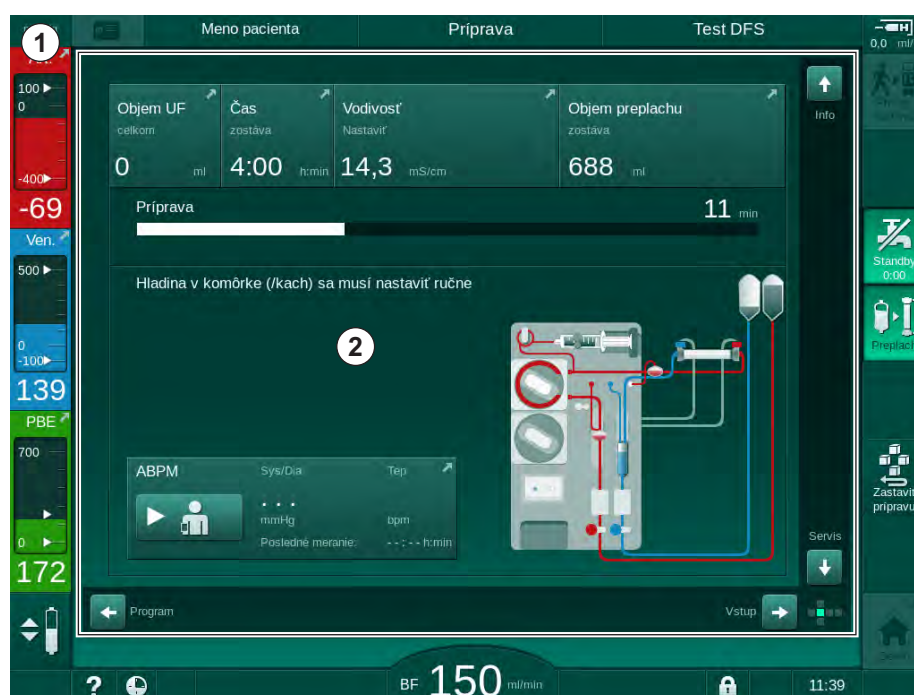 1
Meno pacienta
Príprava
Test DFS
0,0 ml/
100
0
-400
-69
Ven.
500
0
-100
139
PBE
700
0
172
Objem UF
celkom
0 ml
Čas
zostáva
4:00 h:min
Vodivosť
Nastaviť
14,3 mS/cm
Objem preplachu
zostáva
688 ml
Info
Príprava
11 min
Hladina v komôrke (/kach) sa musí nastaviť ručne
2
ABPM
Sys/Dia
Tep
. . .
mmHg
bpm
Posledné meranie:
--:-- h:min
Servis
Program
Vstup
Standby
0:00
Preplach
Zastaviť
prípravu
?
BF 150 ml/min
11:39